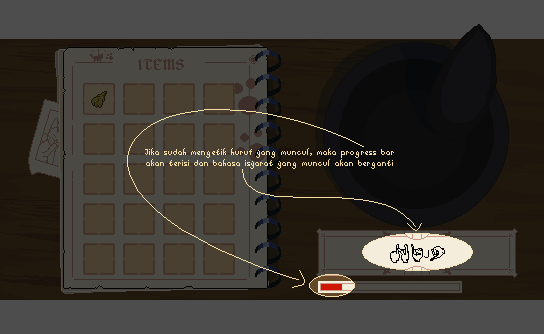 ITEMS
Jika sudah mengetik huruf yang muncul, maka progress bar
akan terisi dan bahasa isyarat yang muncul akan berganti